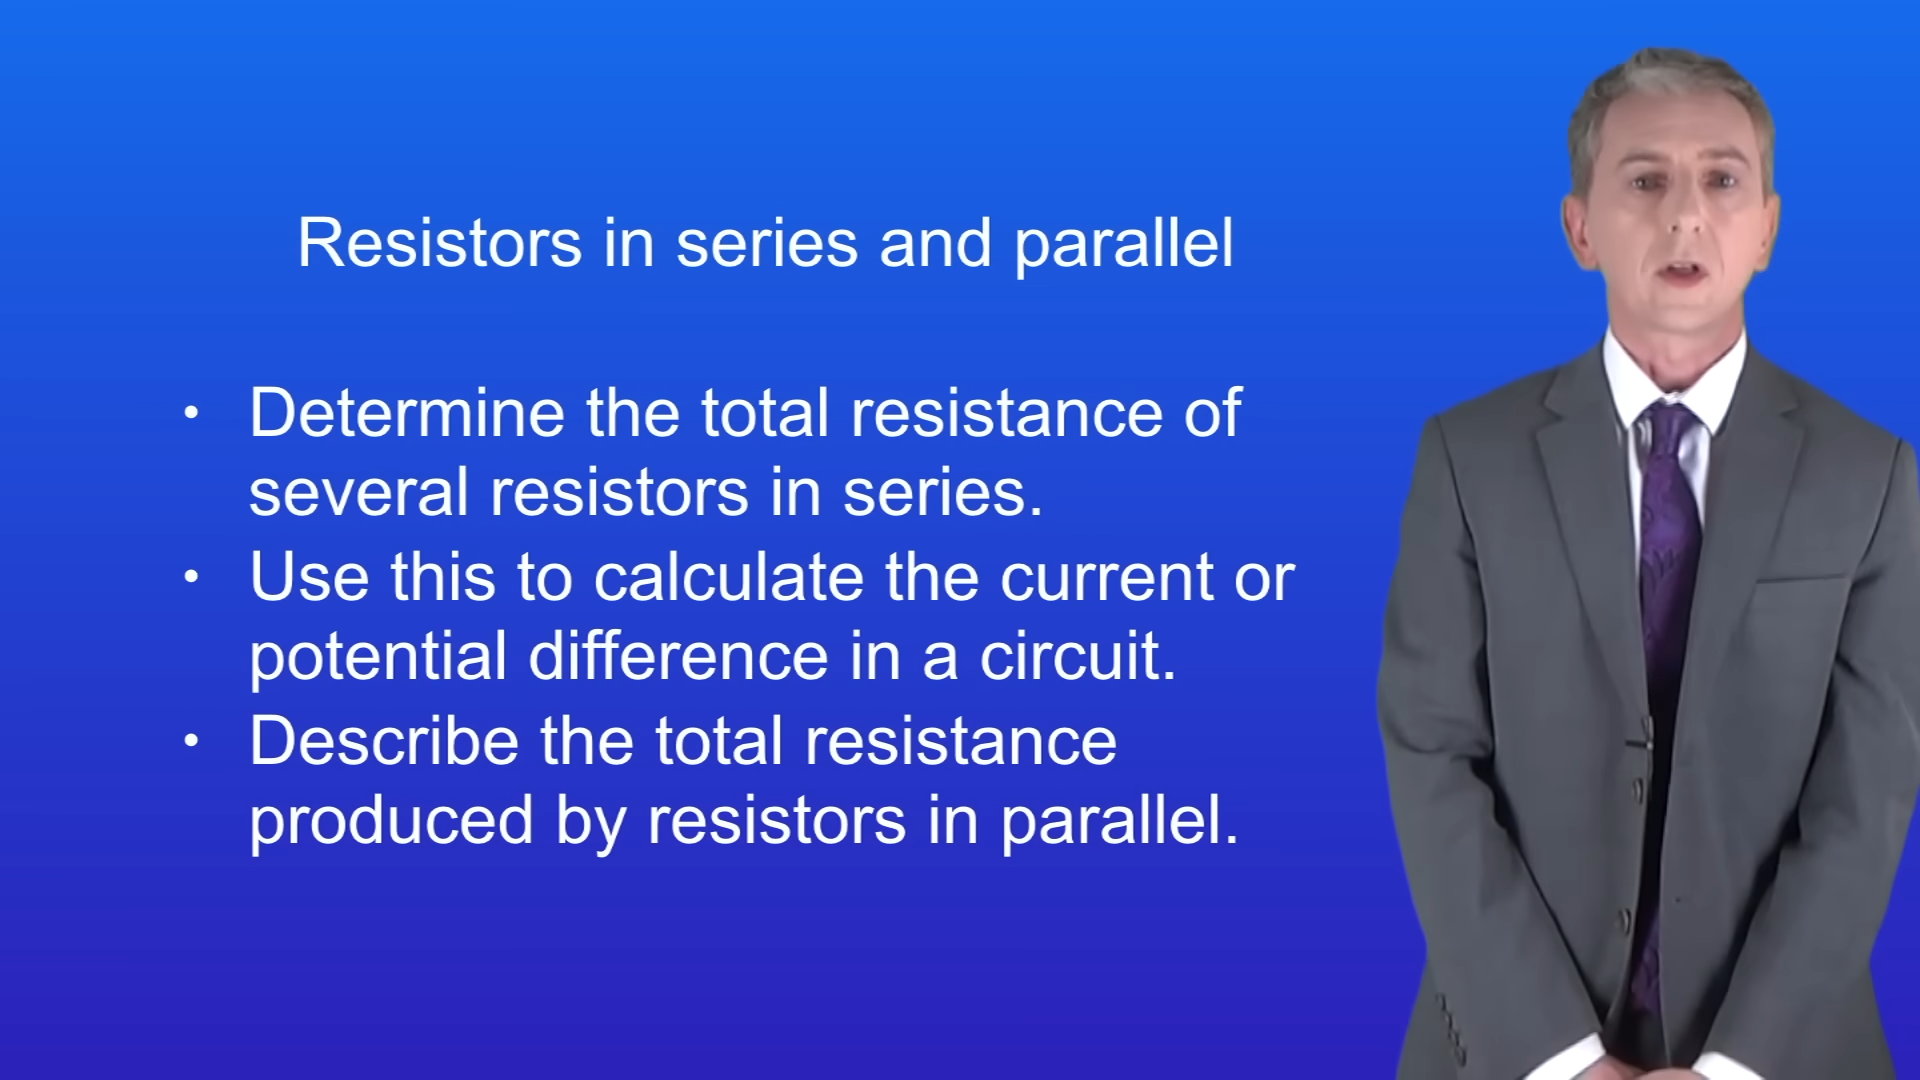 Resistors in series and parallel
• Determine the total resistance of
several resistors in series.
• Use this to calculate the current or
potential difference in a circuit.
• Describe the total resistance
produced by resistors in parallel.